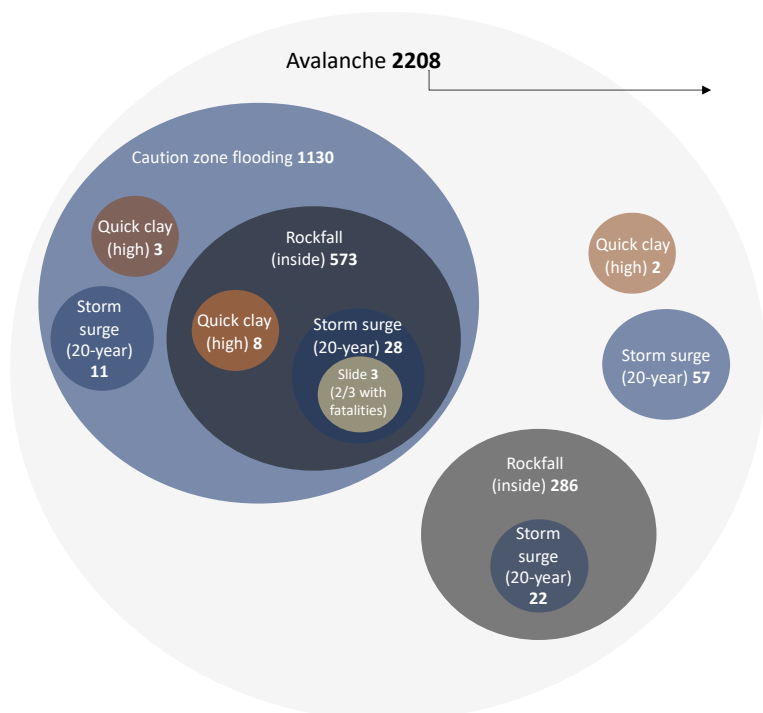 Avalanche 2208
Caution zone flooding 1130
Quick clay
(high) 3
Rockfall
(inside) 573
Storm
surge
(20-year)
11
Quick clay
(high) 8
Storm surge
(20-year) 28
Slide 3
(2/3 with
fatalities)
Quick clay
(high) 2
Storm surge
(20-year) 57
Rockfall
(inside) 286
Storm
surge
(20-year)
22